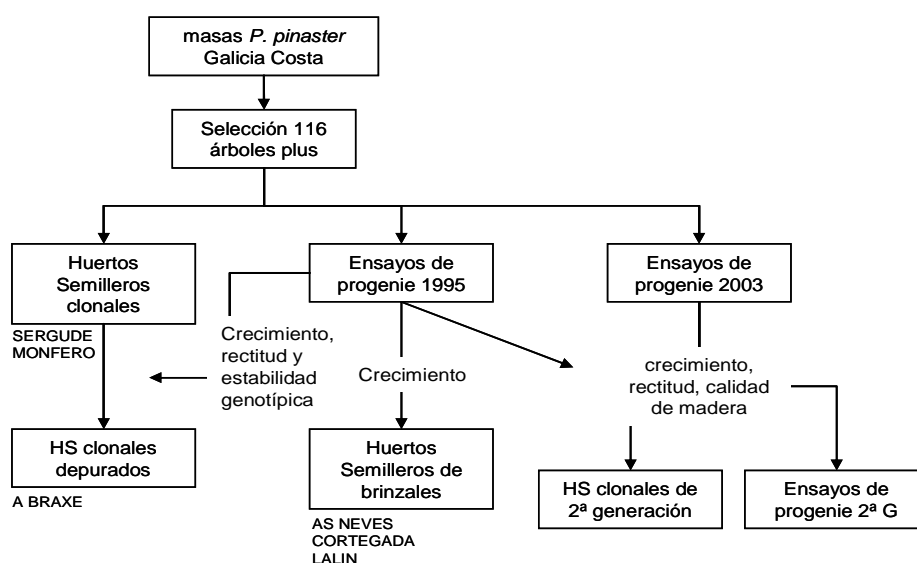 masas P. pinaster
Galicia Costa
Selección 116
árboles plus
Huertos
Semilleros
clonales
SERGUDE
MONFERO
Ensayos de
progenie 1995
Ensayos de
progenie 2003
Crecimiento,
rectitud y
estabilidad
genotípica
Crecimiento
crecimiento,
rectitud, calidad
de madera
HS clonales
depurados
A BRAXE
Huertos
Semilleros de
brinzales
AS NEVES
CORTEGADA
LALIN
HS clonales de
2ª generación
Ensayos de
progenie 2ª G